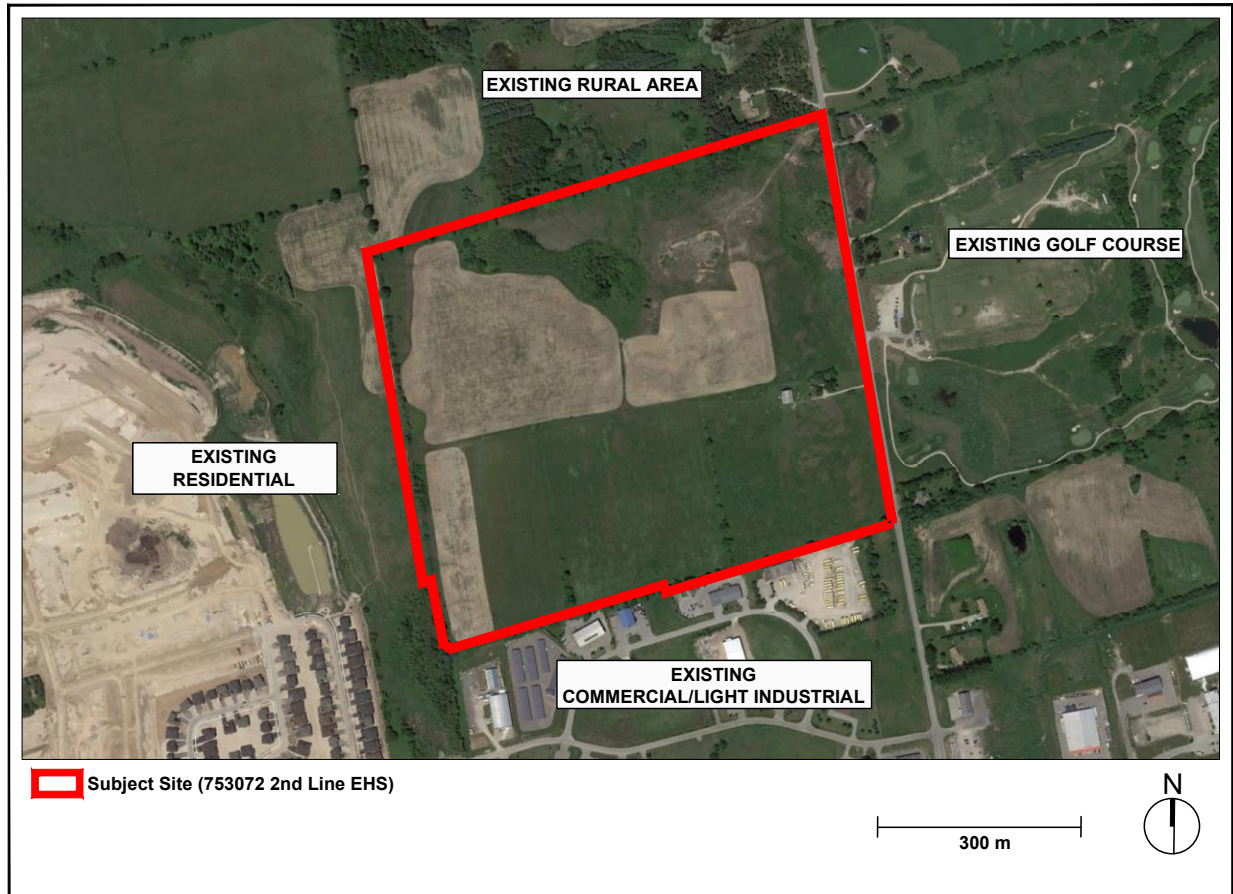 EXISTING RURAL AREA
EXISTING GOLF COURSE
EXISTING
RESIDENTIAL
EXISTING
COMMERCIAL/LIGHT INDUSTRIAL
Subject Site (753072 2nd Line EHS)
N
300 m